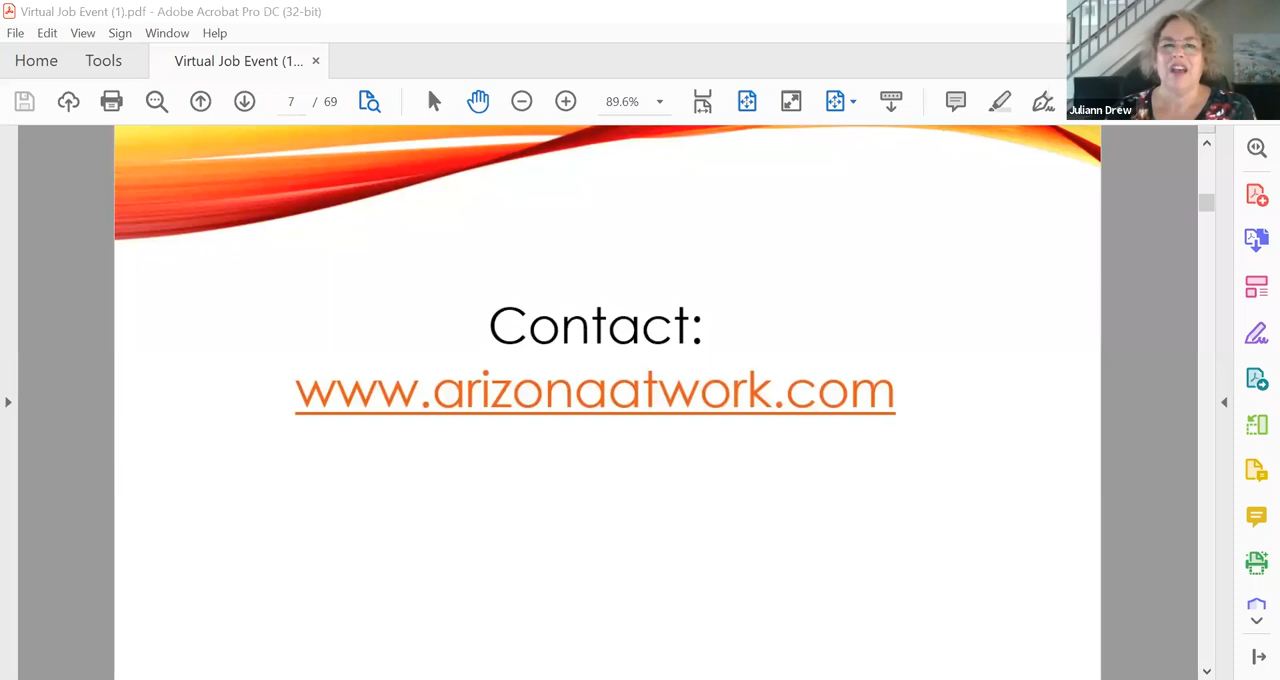 Virtual Job Event (1).pdf - Adobe Acrobat Pro DC (32-bit)
File Edit View Sign Window Help
Home Tools Virtual Job Event (1... ×
7 / 69 89.6%
Juliann Drew
Contact:
www.arizonaatwork.com